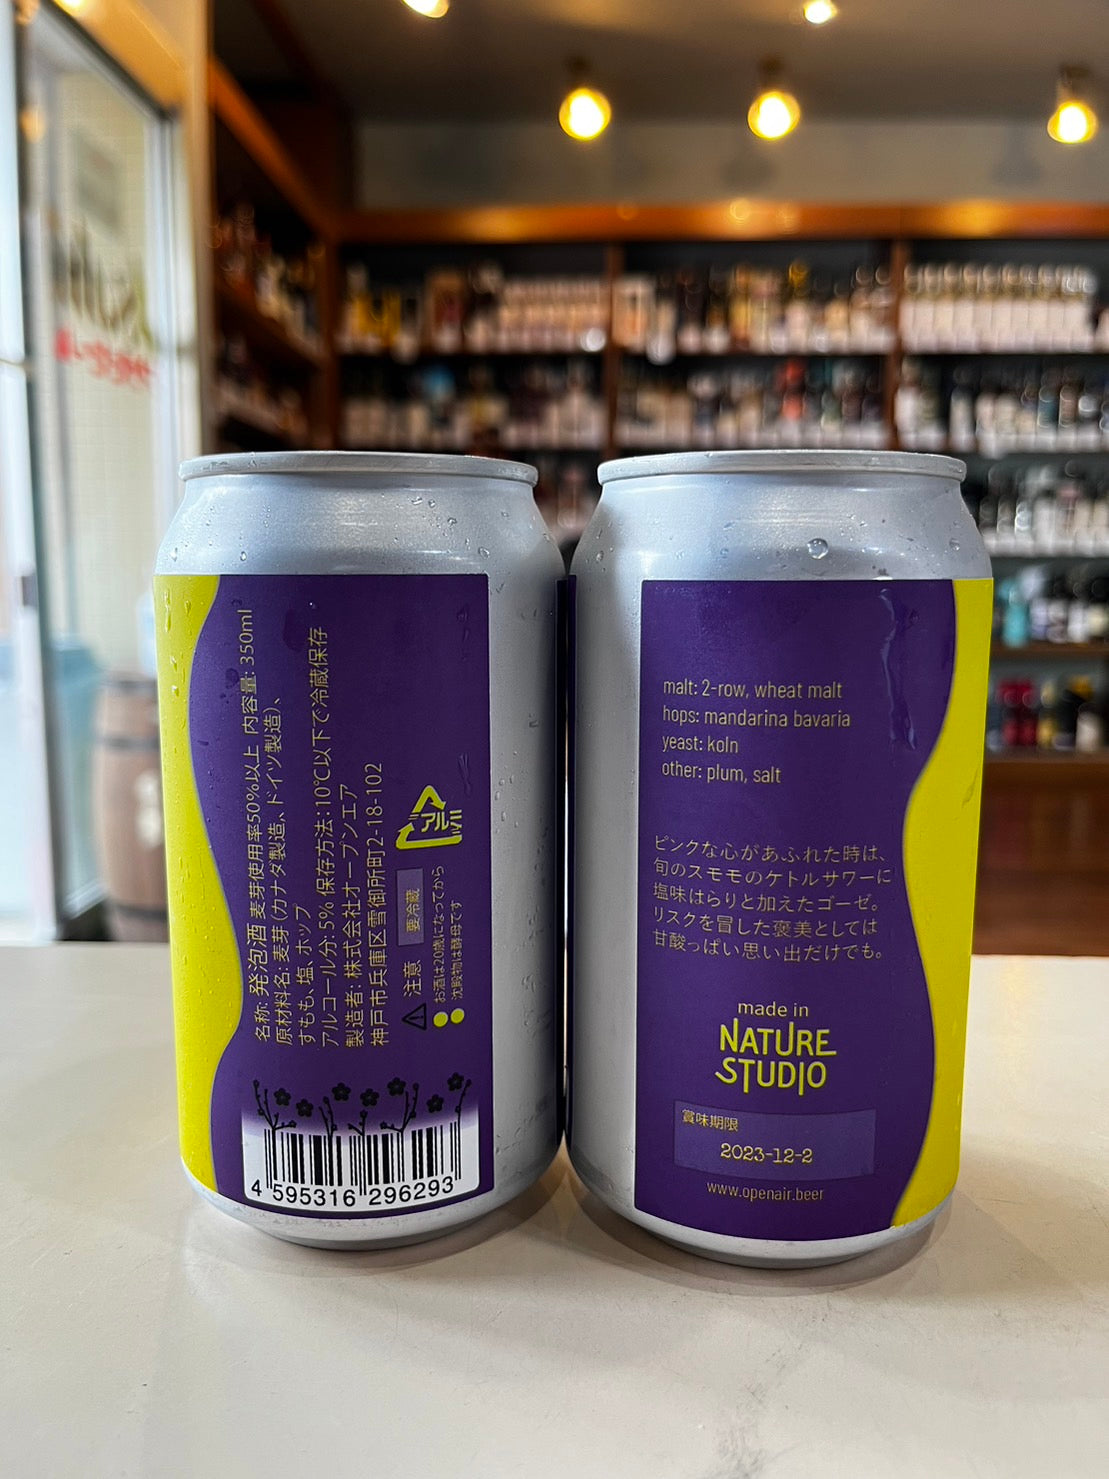 名称: 発泡酒 麦芽使用率50%以上 内容量: 350ml
原材料名: 麦芽 (カナダ製造、ドイツ製造)、
すもも、塩、ホップ
アルコール分: 5% 保存方法: 10℃以下で冷蔵保存
製造者: 株式会社オープンエア
神戸市兵庫区雪御所町2-18-102
注意 要冷蔵
お酒は20歳になってから
沈殿物は酵母です
アルミ
4 595316 296293
malt: 2-row, wheat malt
hops: mandarina bavaria
yeast: koln
other: plum, salt
ピンクな心があふれた時は、
旬のスモモのケトルサワーに
塩味はらりと加えたゴーゼ。
リスクを冒した褒美としては
甘酸っぱい思い出だけでも。
made in
NATURE
STUDIO
賞味期限
2023-12-2
www.openair.beer